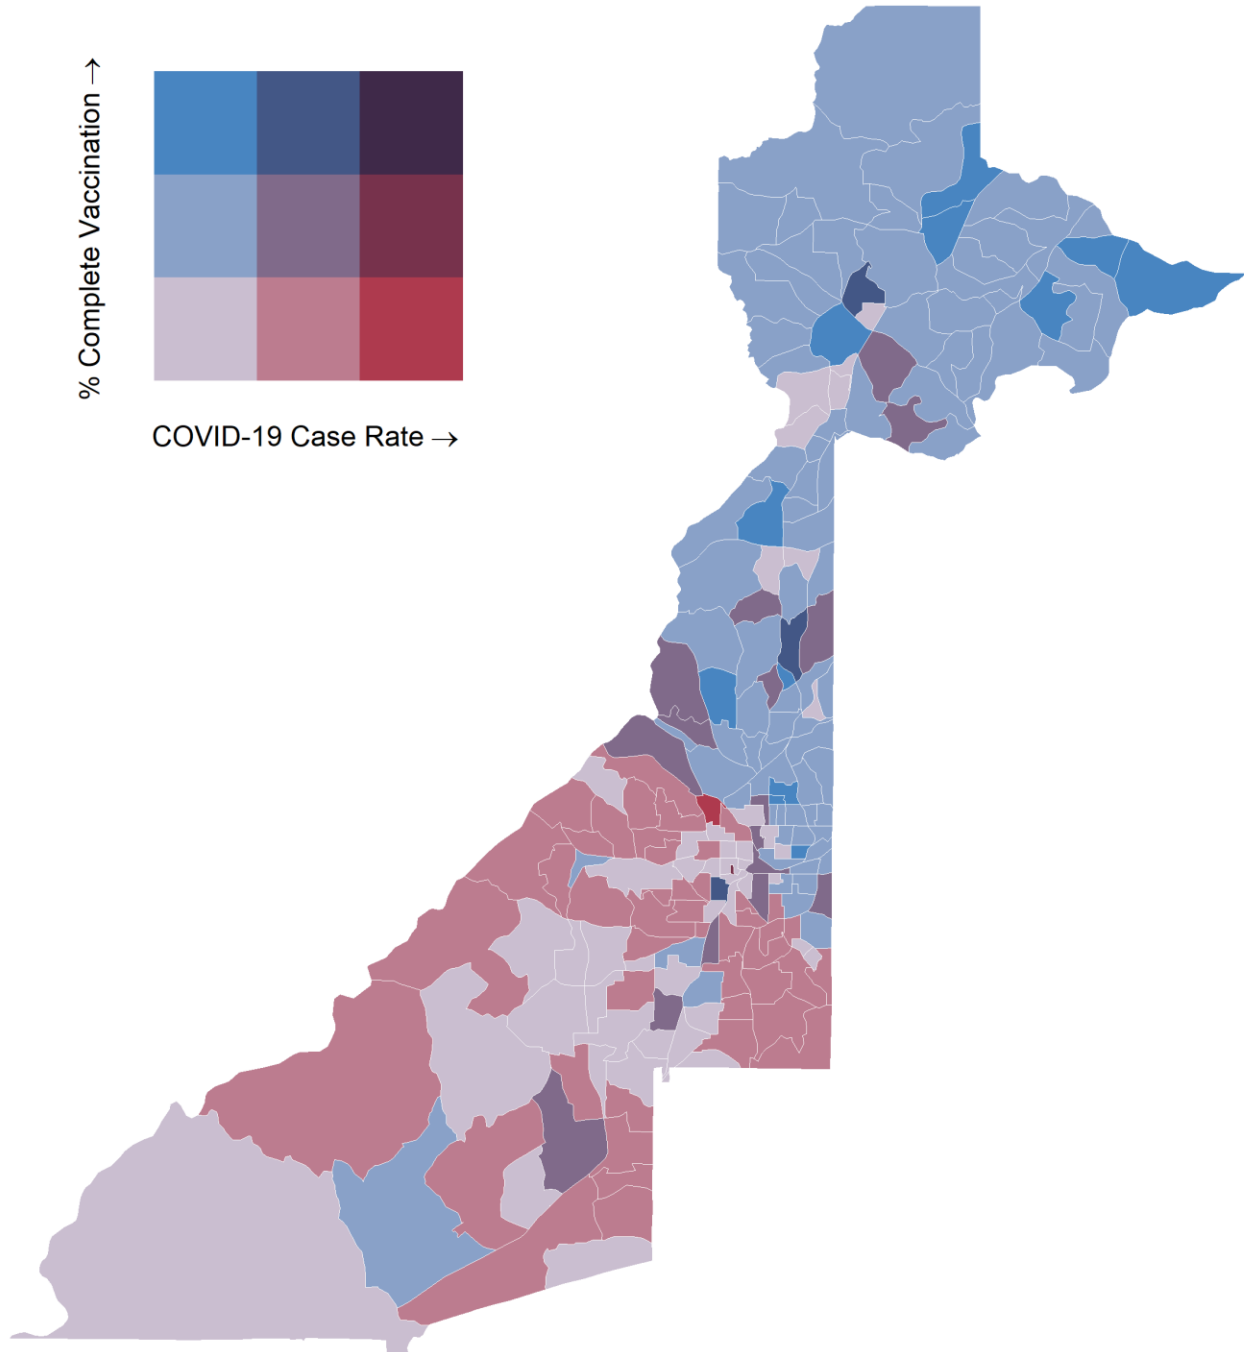 % Complete Vaccination →
COVID-19 Case Rate →